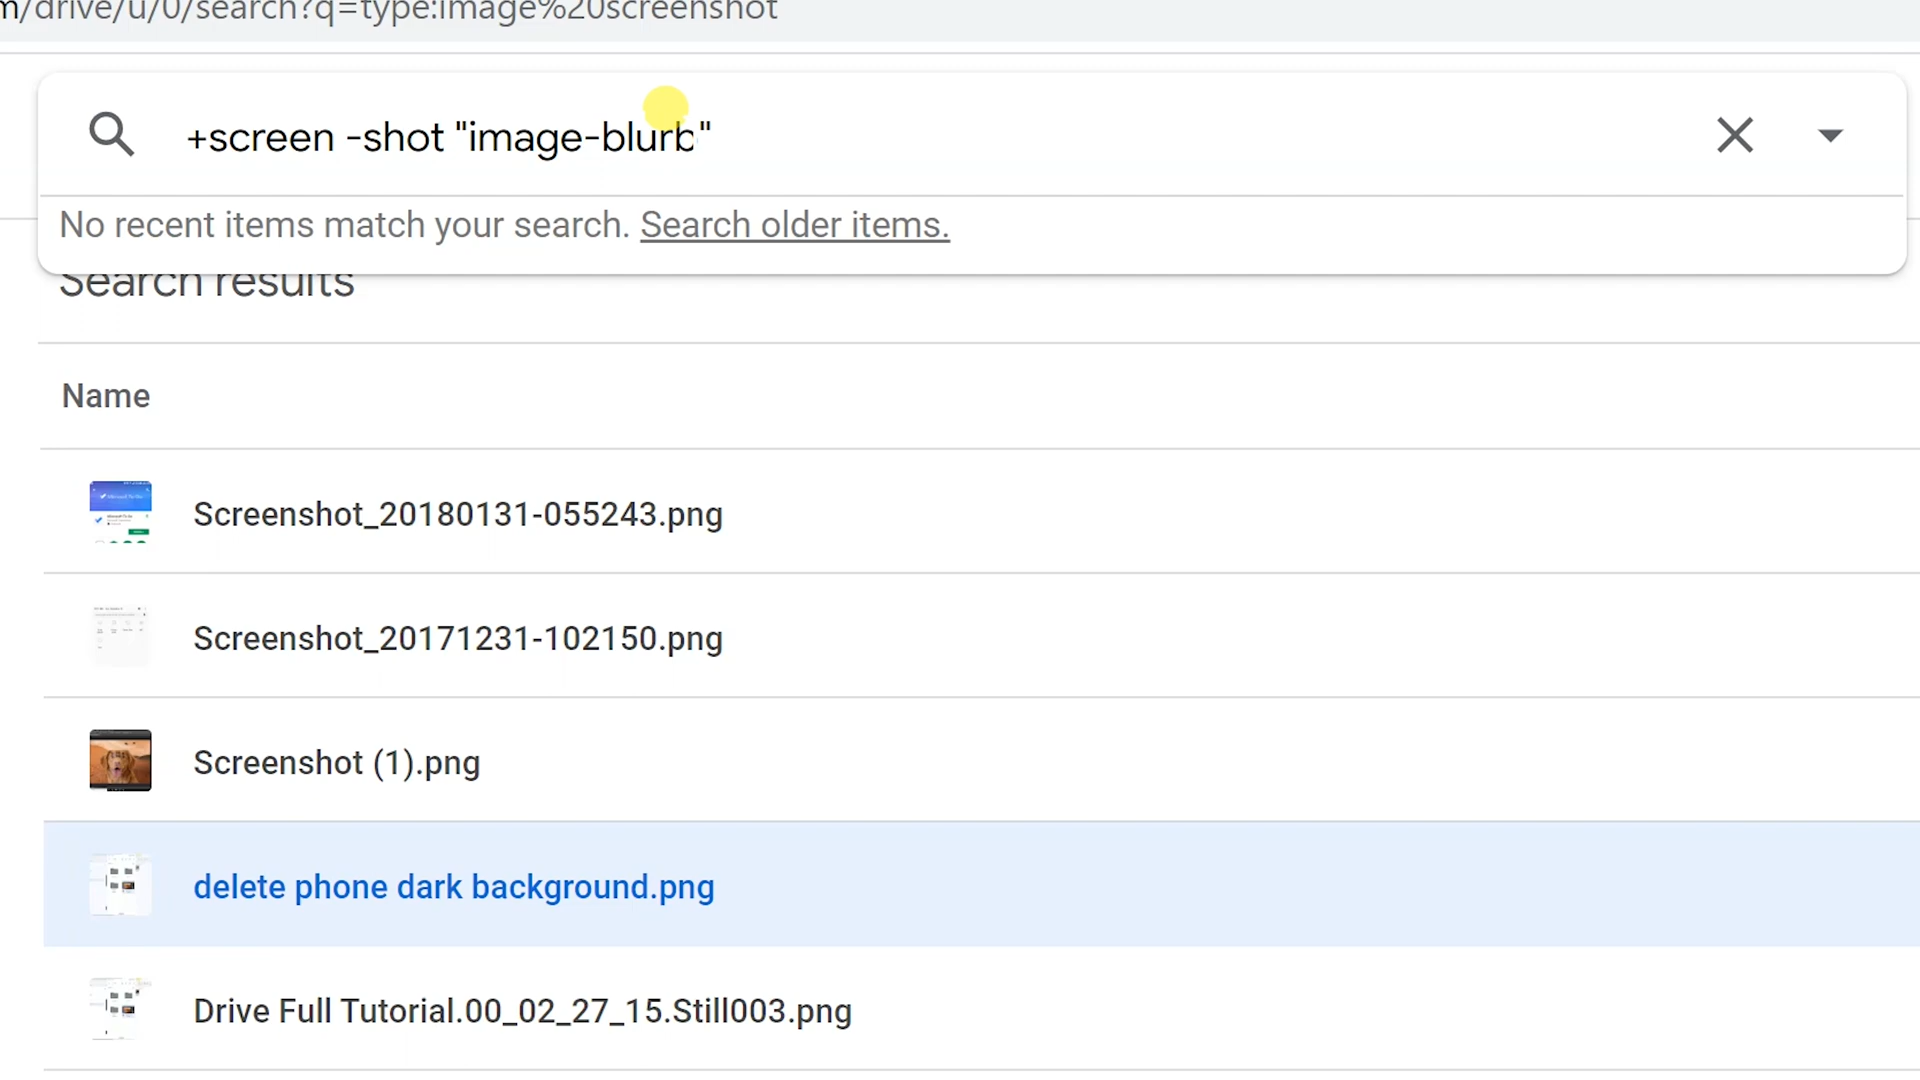 m/drive/u/0/search?q=type:image%20screenshot
+screen -shot "image-blurb"
No recent items match your search. Search older items.
Search results
Name
Screenshot_20180131-055243.png
Screenshot_20171231-102150.png
Screenshot (1).png
delete phone dark background.png
Drive Full Tutorial.00_02_27_15.Still003.png